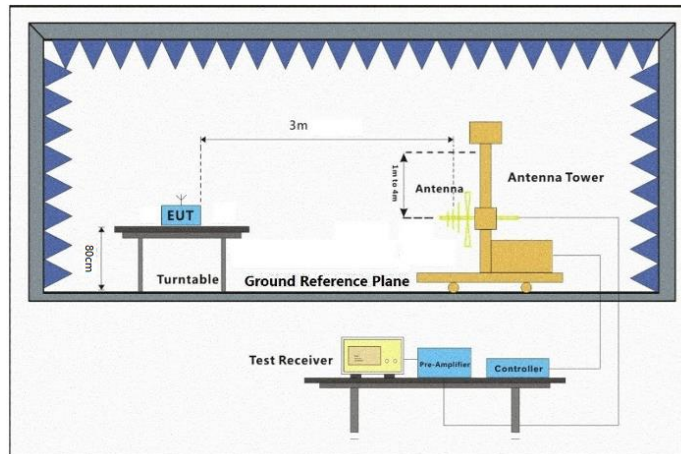 3m
1m to 4m
Antenna
Antenna Tower
EUT
80cm
Turntable
Ground Reference Plane
Test Receiver
Pre-Amplifier
Controller